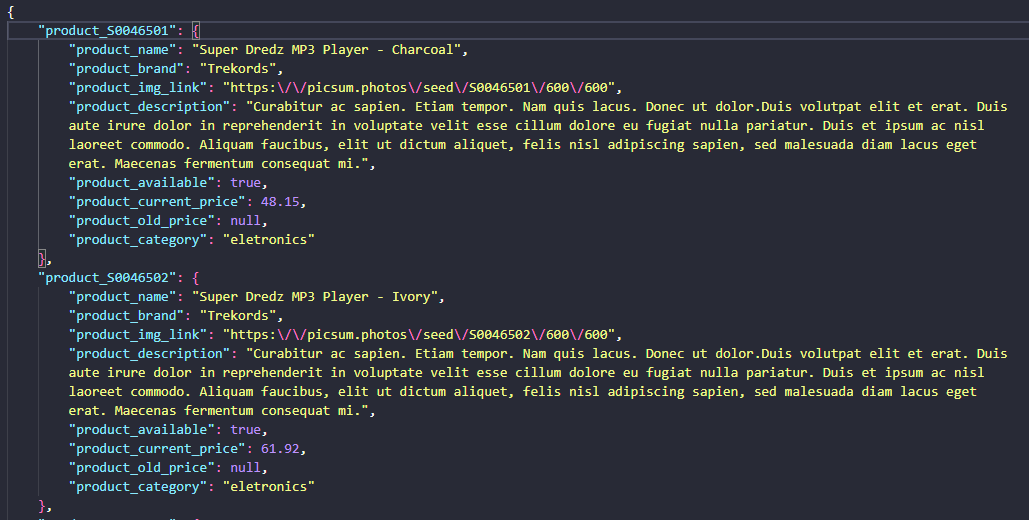 {
"product_S0046501": {
"product_name": "Super Dredz MP3 Player - Charcoal",
"product_brand": "Trekords",
"product_img_link": "https:\/\/picsum.photos\/seed\/S0046501\/600\/600",
"product_description": "Curabitur ac sapien. Etiam tempor. Nam quis lacus. Donec ut dolor.Duis volutpat elit et erat. Duis
aute irure dolor in reprehenderit in voluptate velit esse cillum dolore eu fugiat nulla pariatur. Duis et ipsum ac nisl
laoreet commodo. Aliquam faucibus, elit ut dictum aliquet, felis nisl adipiscing sapien, sed malesuada diam lacus eget
erat. Maecenas fermentum consequat mi.",
"product_available": true,
"product_current_price": 48.15,
"product_old_price": null,
"product_category": "eletronics"
},
"product_S0046502": {
"product_name": "Super Dredz MP3 Player - Ivory",
"product_brand": "Trekords",
"product_img_link": "https:\/\/picsum.photos\/seed\/S0046502\/600\/600",
"product_description": "Curabitur ac sapien. Etiam tempor. Nam quis lacus. Donec ut dolor.Duis volutpat elit et erat. Duis
aute irure dolor in reprehenderit in voluptate velit esse cillum dolore eu fugiat nulla pariatur. Duis et ipsum ac nisl
laoreet commodo. Aliquam faucibus, elit ut dictum aliquet, felis nisl adipiscing sapien, sed malesuada diam lacus eget
erat. Maecenas fermentum consequat mi.",
"product_available": true,
"product_current_price": 61.92,
"product_old_price": null,
"product_category": "eletronics"
},